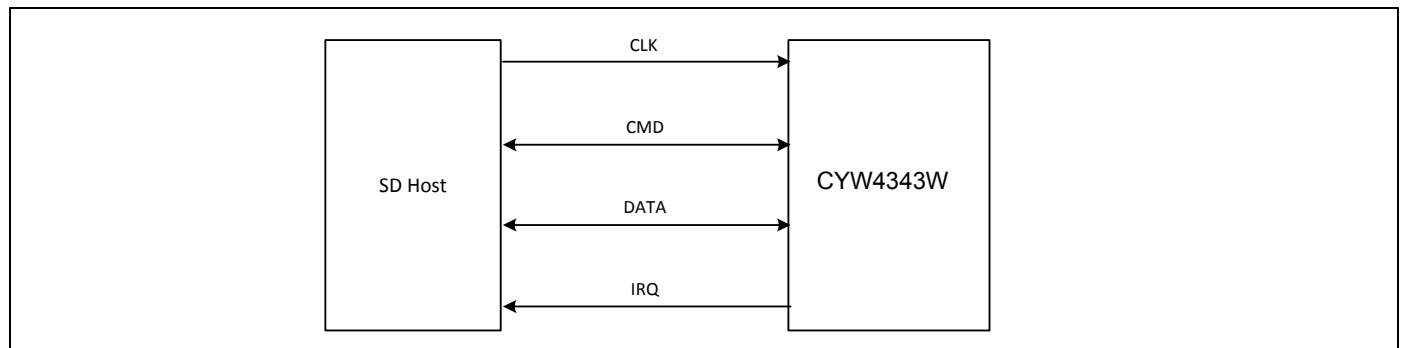 CLK
CMD
SD Host
CYW4343W
DATA
IRQ